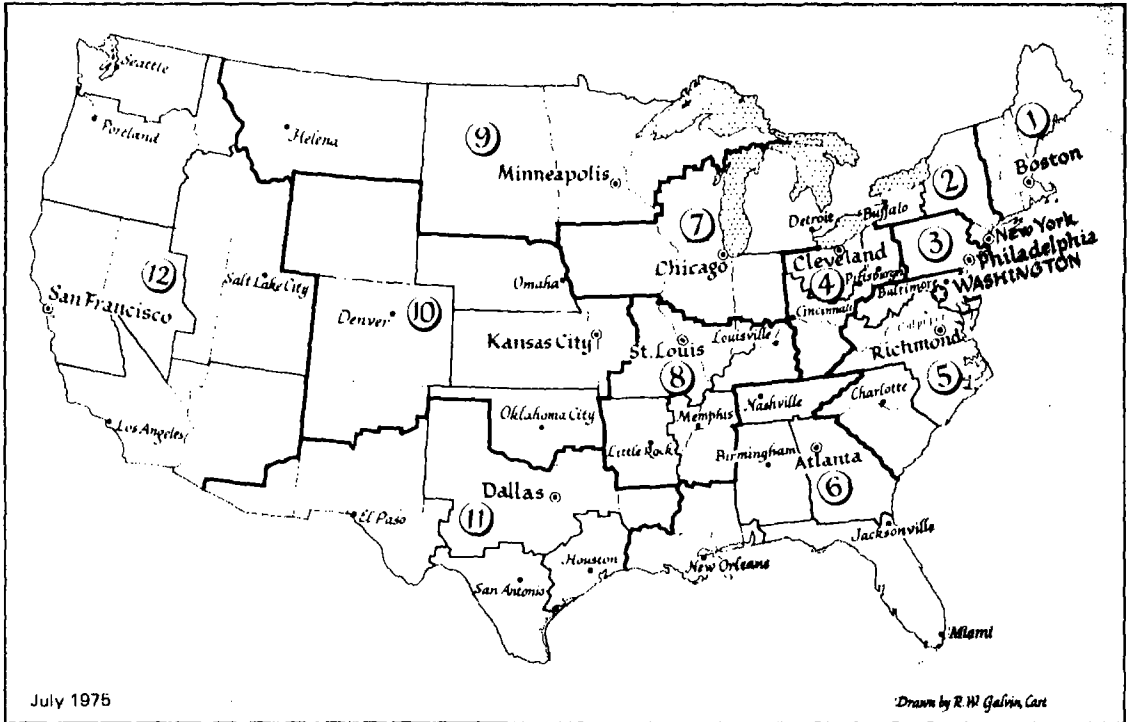 Seattle
Portland
Helena
9
Minneapolis
1
Boston
2
7
Detroit
Buffalo
New York
3
Philadelphia
Cleveland
Chicago
Pittsburgh
WASHINGTON
4
Baltimore
Cincinnati
12
Salt Lake City
Omaha
San Francisco
Denver
10
Kansas City
St. Louis
Louisville
Richmond
8
5
Charlotte
Nashville
Oklahoma City
Memphis
Los Angeles
Little Rock
Birmingham
Atlanta
Dallas
6
11
El Paso
Jacksonville
Houston
New Orleans
San Antonio
Miami
July 1975
Drawn by R.W. Galvin, Cart